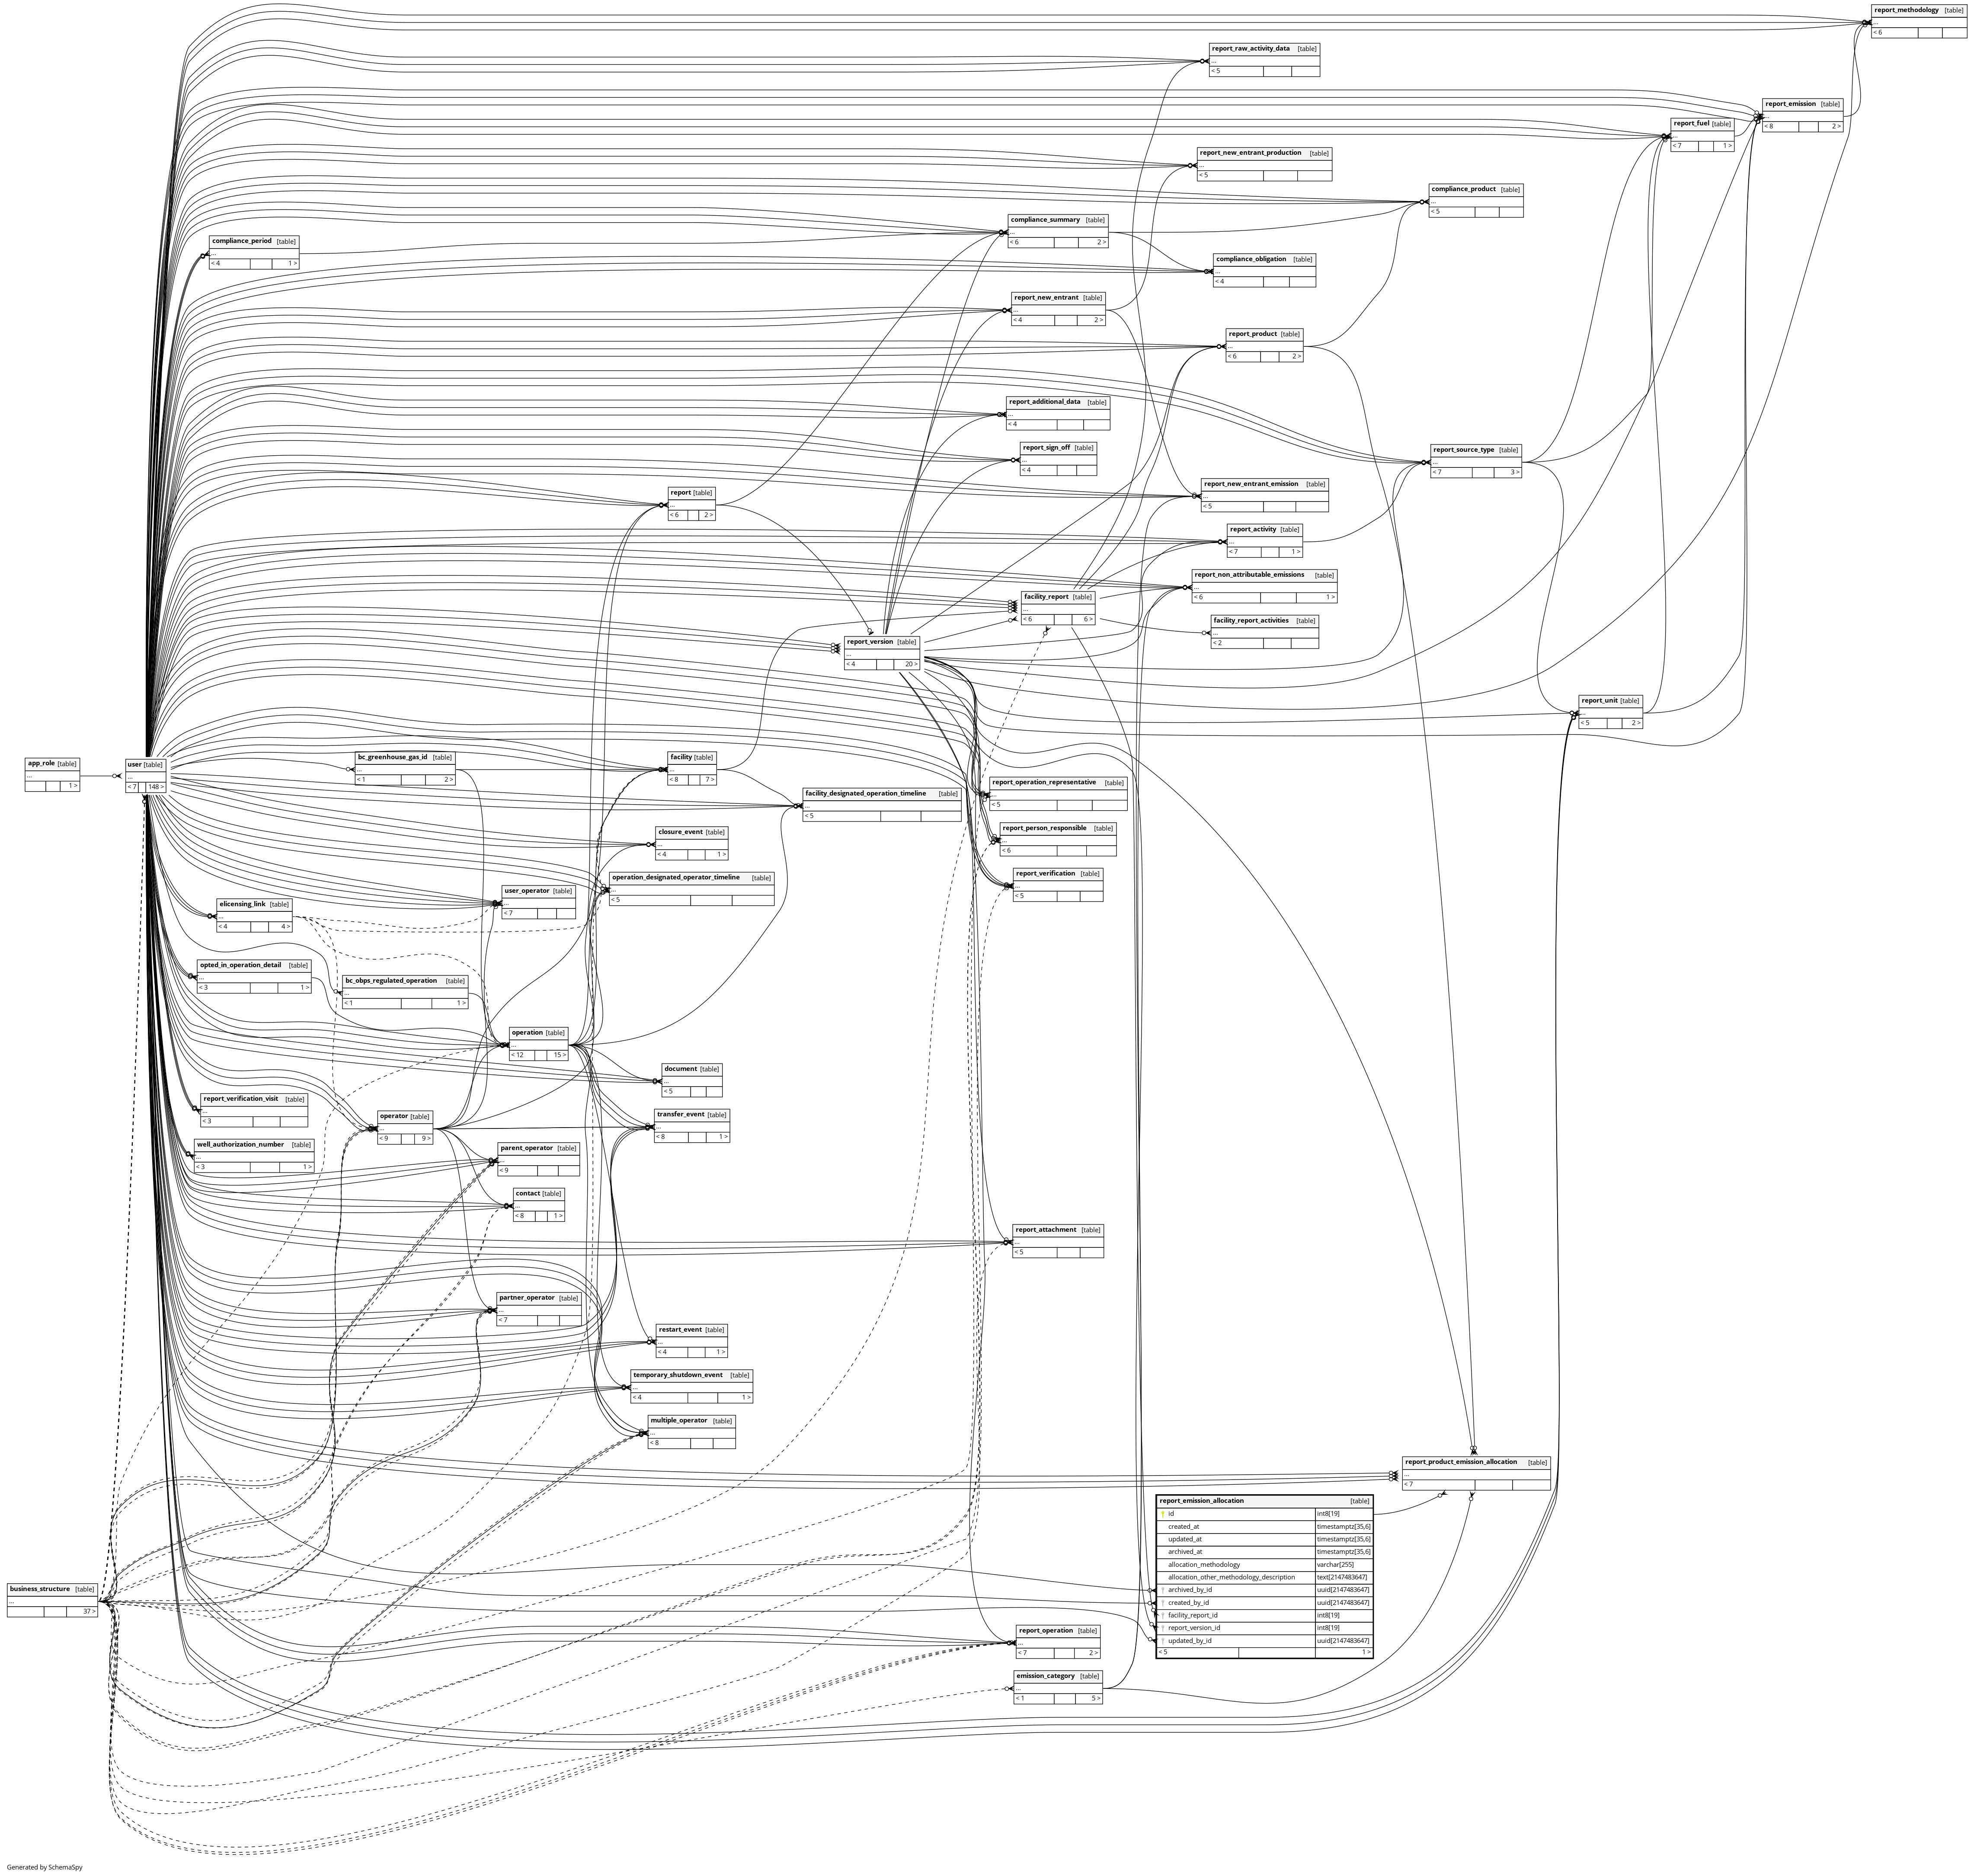 report_methodology [table]
...
< 6
report_raw_activity_data [table]
...
< 5
report_emission [table]
...
< 8 2 >
report_fuel [table]
...
< 7 1 >
report_new_entrant_production [table]
...
< 5
compliance_product [table]
...
< 5
compliance_summary [table]
...
< 6 2 >
compliance_period [table]
...
< 4 1 >
compliance_obligation [table]
...
< 4
report_new_entrant [table]
...
< 4 2 >
report_product [table]
...
< 6 2 >
report_additional_data [table]
...
< 4
report_sign_off [table]
...
< 4
report_source_type [table]
...
< 7 3 >
report_new_entrant_emission [table]
...
< 5
report [table]
...
< 6 2 >
report_activity [table]
...
< 7 1 >
report_non_attributable_emissions [table]
...
< 6 1 >
facility_report [table]
...
< 6 6 >
facility_report_activities [table]
...
< 2
report_version [table]
...
< 4 20 >
report_unit [table]
...
< 5 2 >
app_role [table]
...
1 >
user [table]
...
< 7 148 >
bc_greenhouse_gas_id [table]
...
< 1 2 >
facility [table]
...
< 8 7 >
report_operation_representative [table]
...
< 5
facility_designated_operation_timeline [table]
...
< 5
report_person_responsible [table]
...
< 6
closure_event [table]
...
< 4 1 >
report_verification [table]
...
< 5
operation_designated_operator_timeline [table]
...
< 5
user_operator [table]
...
< 7
elicensing_link [table]
...
< 4 4 >
opted_in_operation_detail [table]
...
< 3 1 >
bc_obps_regulated_operation [table]
...
< 1 1 >
operation [table]
...
< 12 15 >
document [table]
...
< 5
report_verification_visit [table]
...
< 3
operator [table]
...
< 9 9 >
transfer_event [table]
...
< 8 1 >
well_authorization_number [table]
...
< 3 1 >
parent_operator [table]
...
< 9
contact [table]
...
< 8 1 >
report_attachment [table]
...
< 5
partner_operator [table]
...
< 7
restart_event [table]
...
< 4 1 >
temporary_shutdown_event [table]
...
< 4 1 >
multiple_operator [table]
...
< 8
report_product_emission_allocation [table]
...
< 7
report_emission_allocation [table]
id int8[19]
created_at timestamptz[35,6]
updated_at timestamptz[35,6]
archived_at timestamptz[35,6]
allocation_methodology varchar[255]
allocation_other_methodology_description text[2147483647]
archived_by_id uuid[2147483647]
created_by_id uuid[2147483647]
facility_report_id int8[19]
report_version_id int8[19]
updated_by_id uuid[2147483647]
< 5 1 >
business_structure [table]
...
37 >
report_operation [table]
...
< 7 2 >
emission_category [table]
...
< 1 5 >
Generated by SchemaSpy